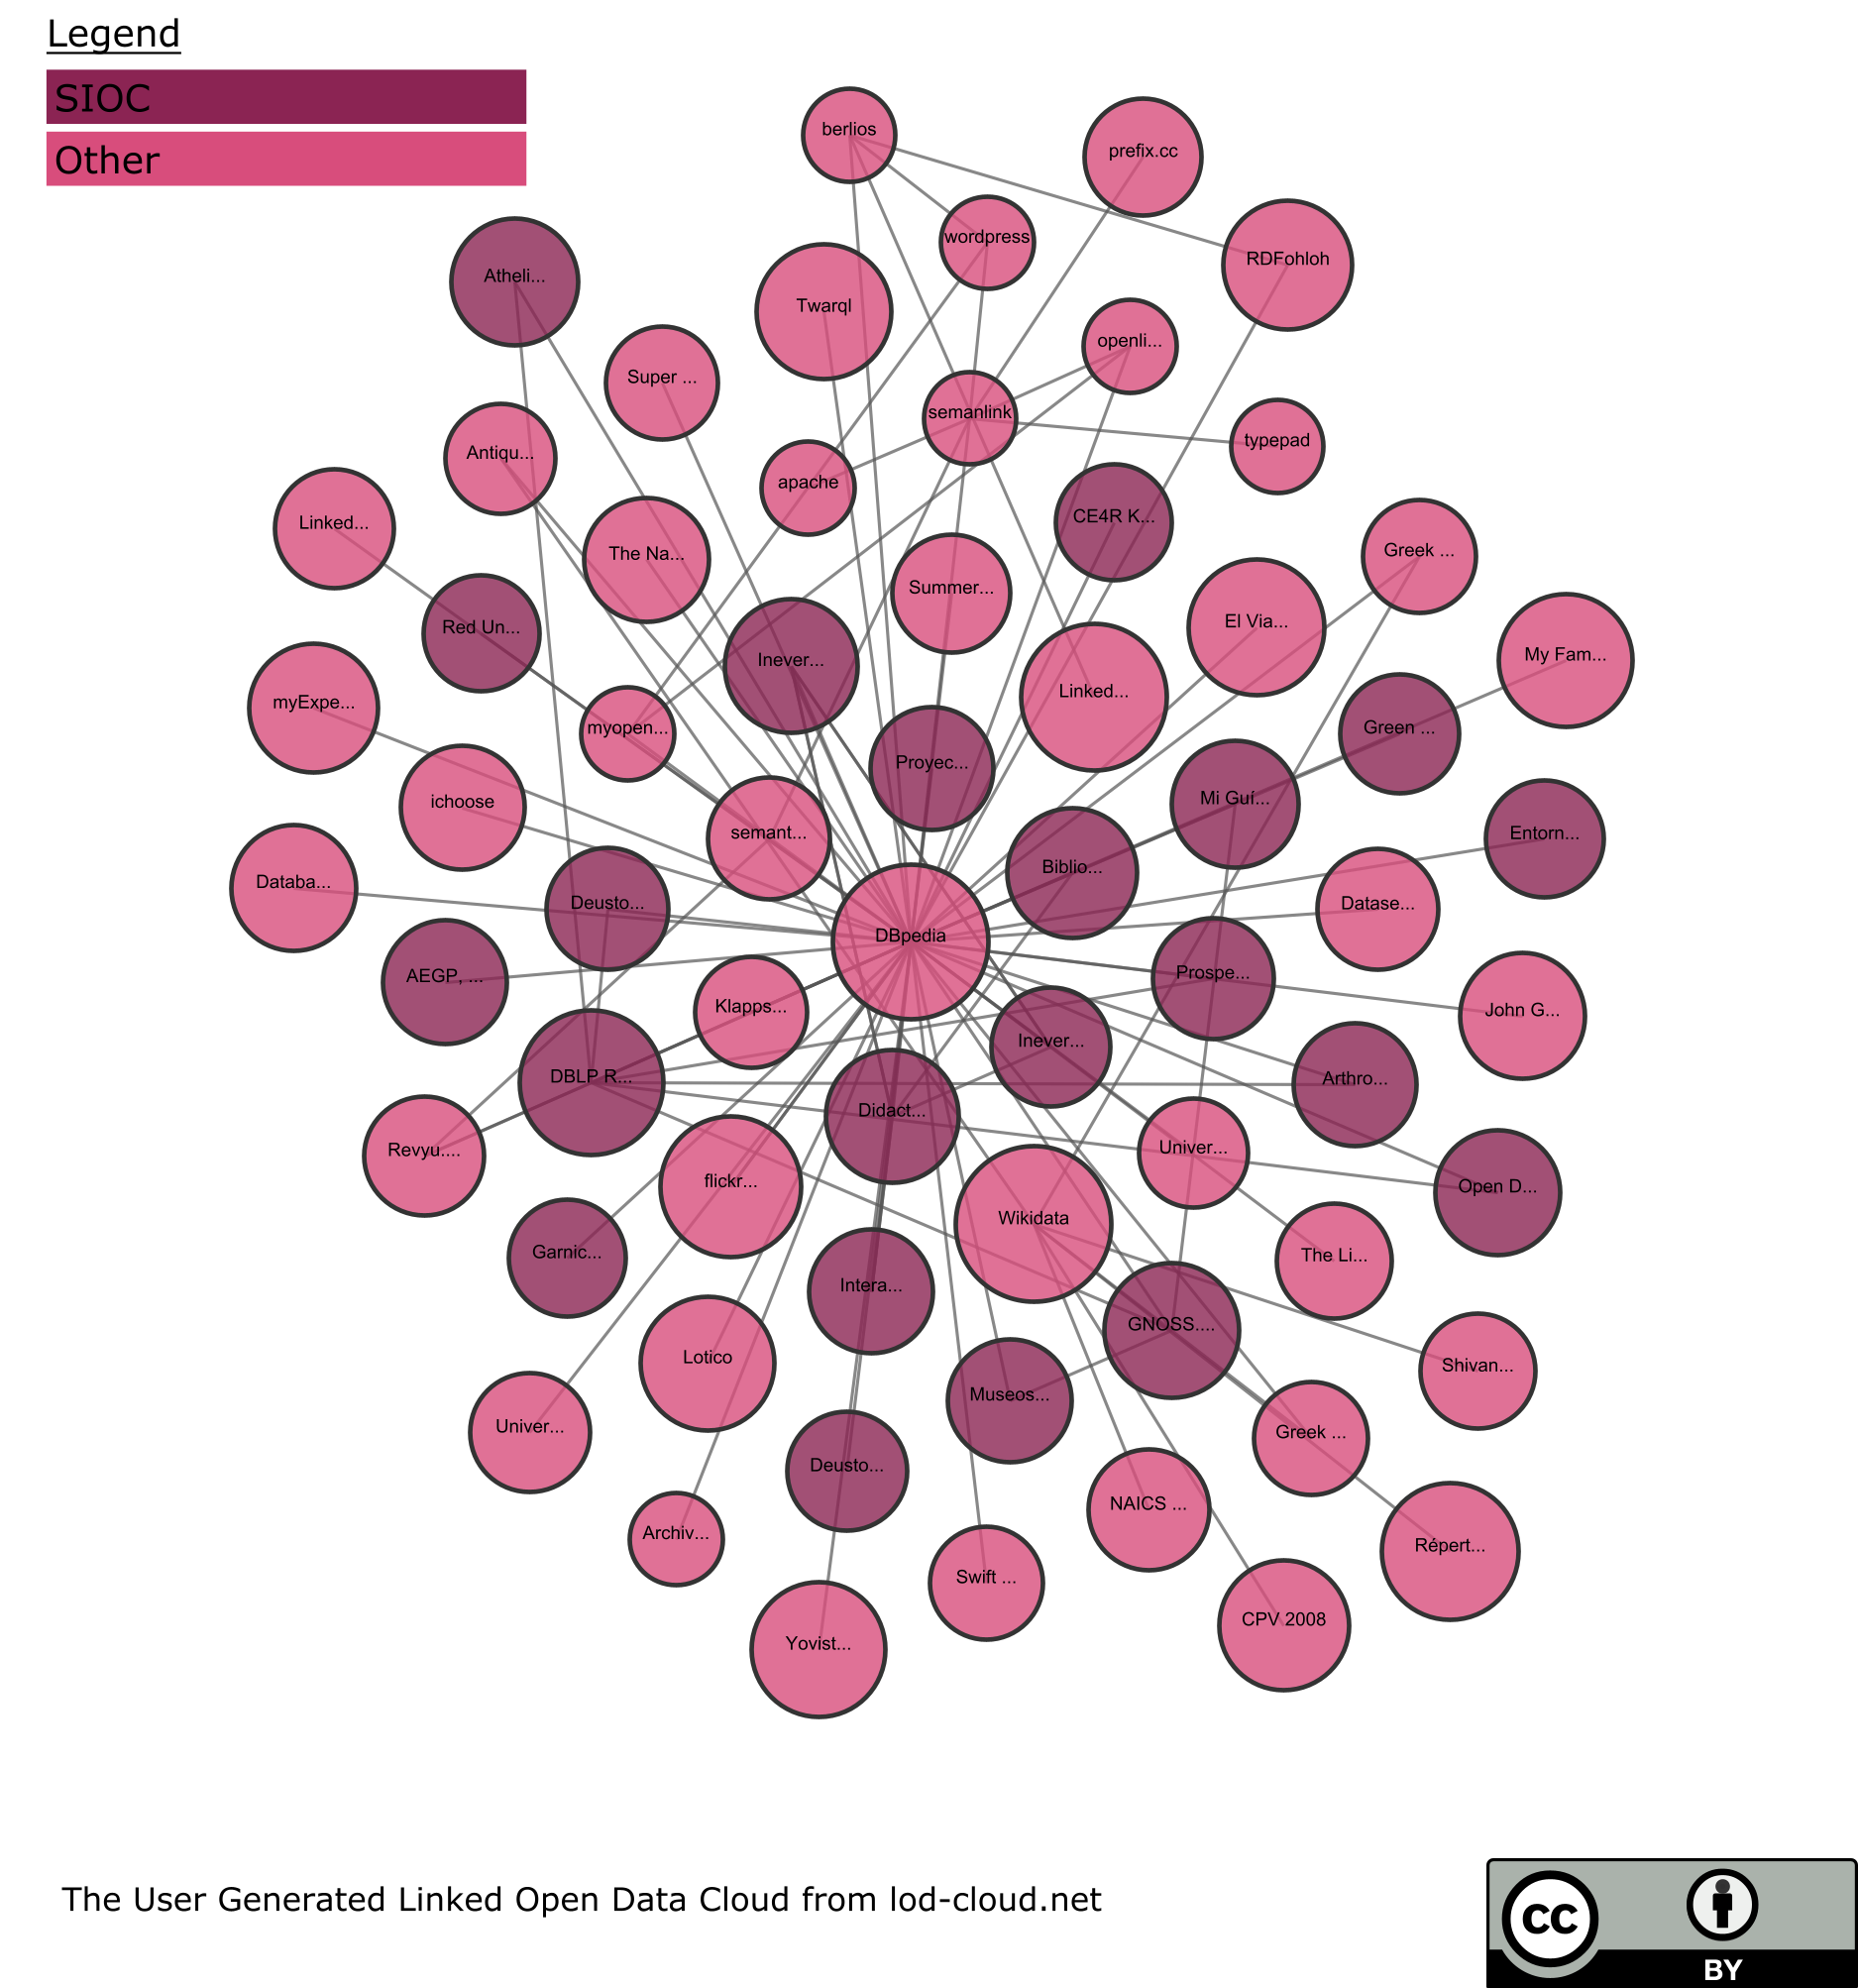 Legend
SIOC
Other
berlios
prefix.cc
wordpress
RDFohloh
Atheli...
Twarql
openli...
Super ...
semanlink
typepad
Antiqu...
apache
CE4R K...
Linked...
The Na...
Greek ...
Summer...
El Via...
Red Un...
Inever...
My Fam...
Linked...
myExpe...
myopen...
Green ...
Proyec...
Mi Guí...
ichoose
semant...
Entorn...
Biblio...
Databa...
Deusto...
Datase...
DBpedia
AEGP, ...
Prospe...
Klapps...
John G...
Inever...
DBLP R...
Arthro...
Didact...
Revyu....
Univer...
flickr...
Open D...
Wikidata
Garnic...
The Li...
Intera...
GNOSS....
Lotico
Shivan...
Museos...
Univer...
Greek ...
Deusto...
NAICS ...
Archiv...
Répert...
Swift ...
CPV 2008
Yovist...
The User Generated Linked Open Data Cloud from lod-cloud.net
cc
BY